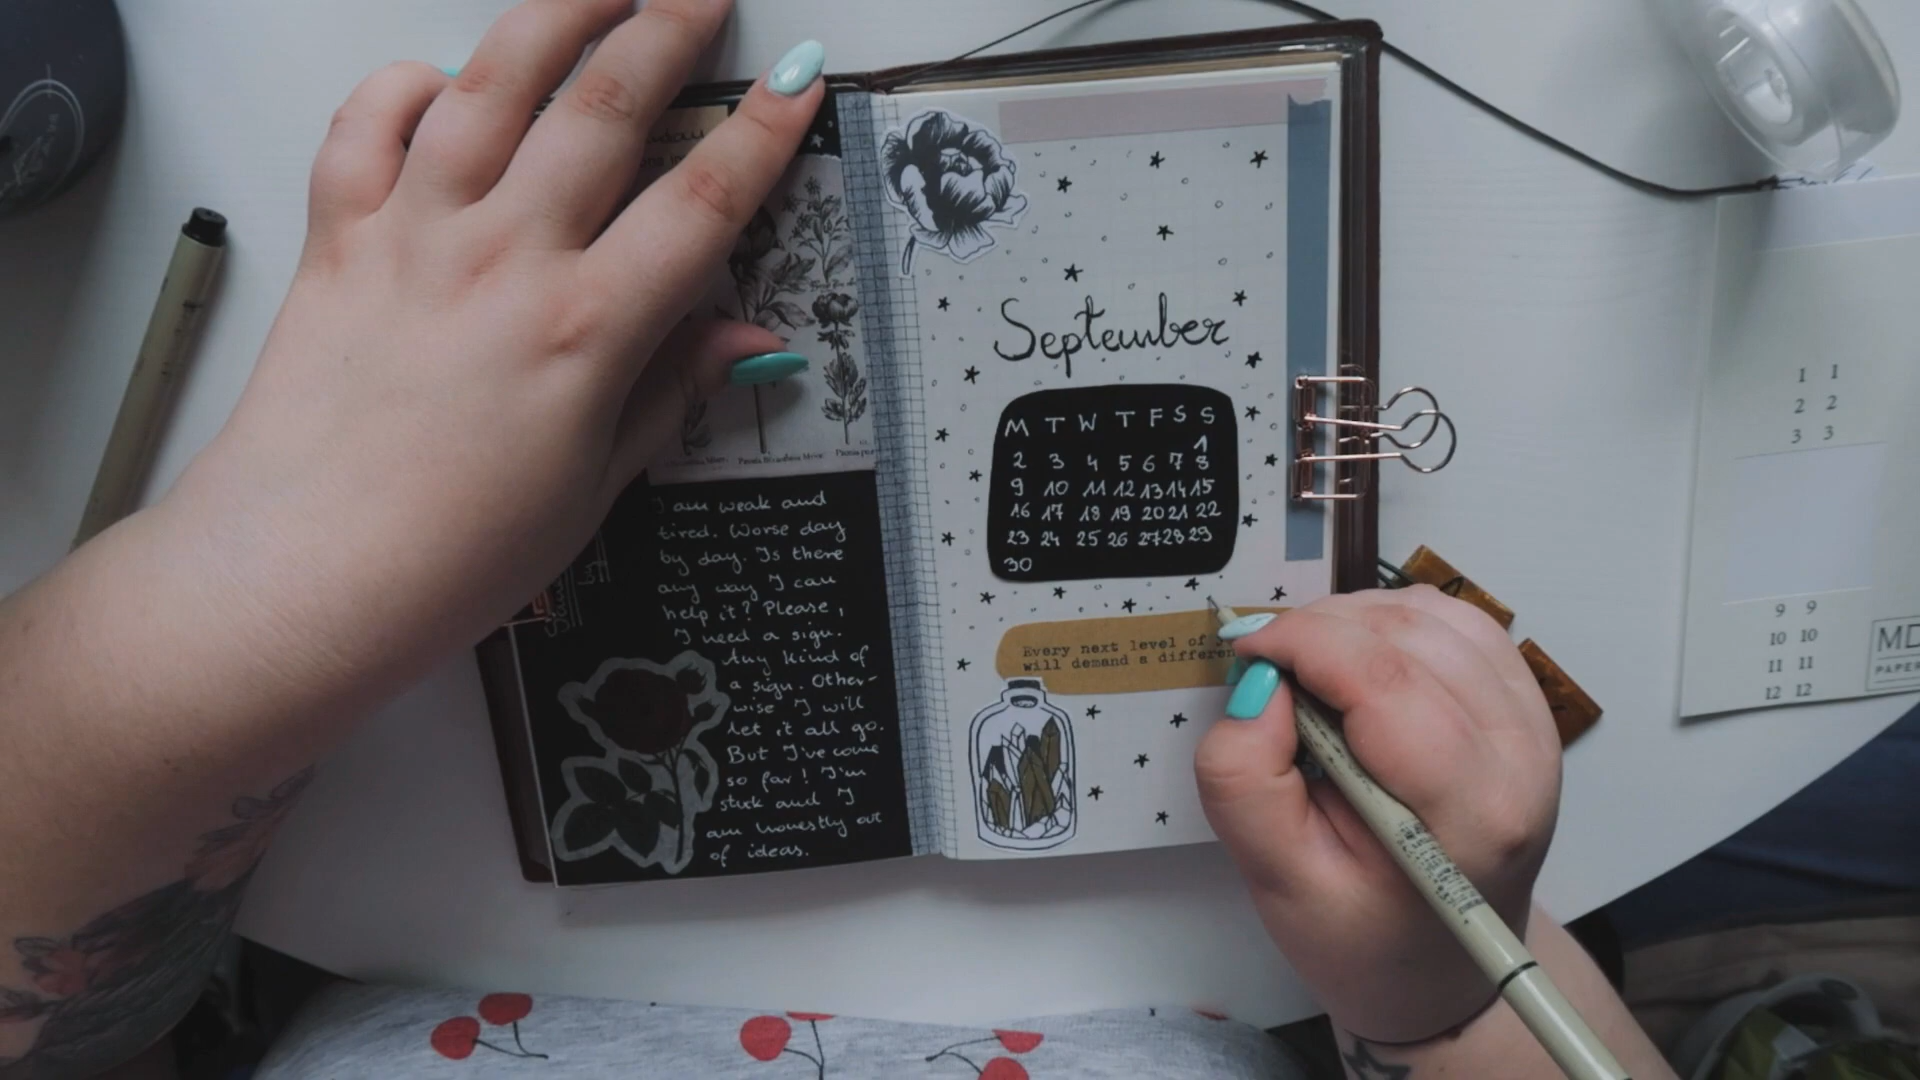 I am weak and
tired. Worse day
by day. Is there
any way I can
help it? Please,
I need a sign.
Any kind of
a sign. Other-
wise I will
let it all go.
But I've come
so far! I'm
stuck and I
am honestly out
of ideas.
September
M T W T F S S
1
2 3 4 5 6 7 8
9 10 11 12 13 14 15
16 17 18 19 20 21 22
23 24 25 26 27 28 29
30
Every next level of
will demand a differen
1 1
2 2
3 3
9 9
10 10
11 11
12 12
MD
PAPER